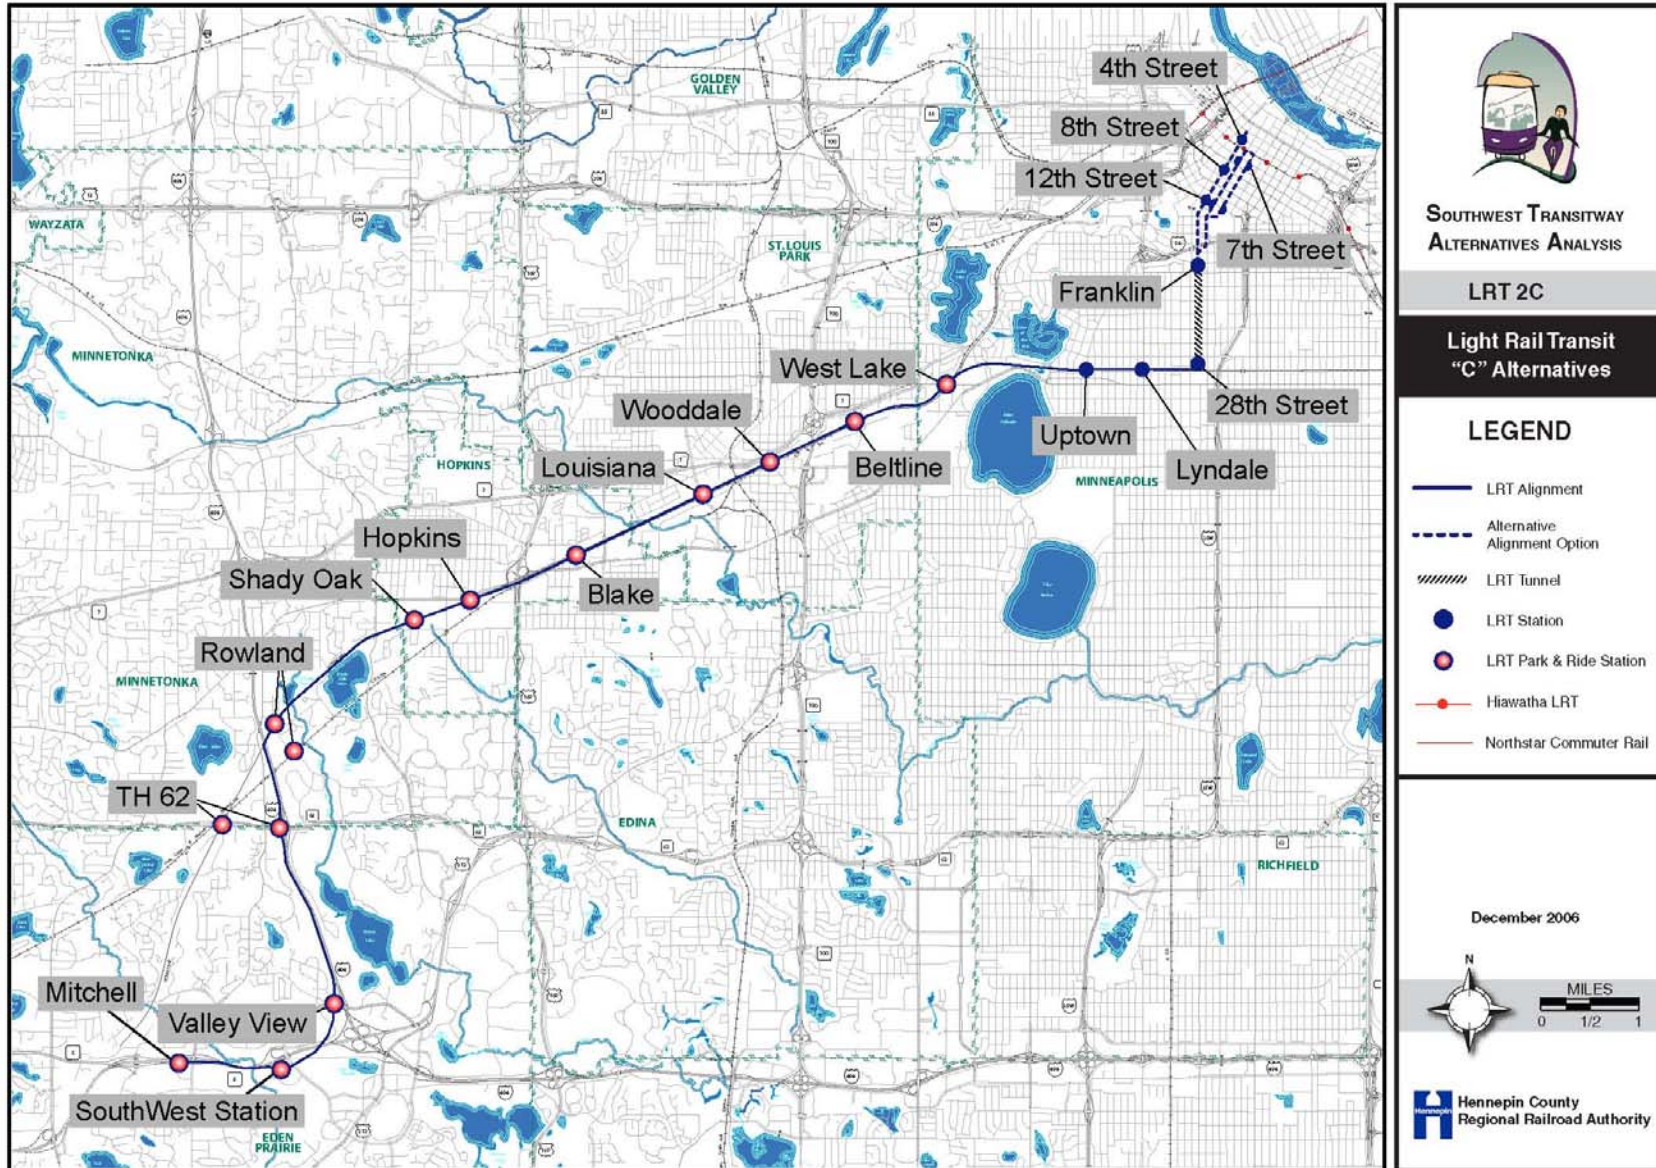 4th Street
GOLDEN
VALLEY
8th Street
12th Street
WAYZATA
ST.LOUIS
PARK
7th Street
Franklin
MINNETONKA
West Lake
Wooddale
28th Street
Uptown
HOPKINS
Louisiana
Beltline
Lyndale
MINNEAPOLIS
Hopkins
Shady Oak
Blake
Rowland
MINNETONKA
TH 62
EDINA
RICHFIELD
Mitchell
Valley View
SouthWest Station
EDEN
PRAIRIE
SOUTHWEST TRANSITWAY
ALTERNATIVES ANALYSIS
LRT 2C
Light Rail Transit
"C" Alternatives
LEGEND
LRT Alignment
Alternative
Alignment Option
LRT Tunnel
LRT Station
LRT Park & Ride Station
Hiawatha LRT
Northstar Commuter Rail
December 2006
N
MILES
0 1/2 1
Hennepin
Hennepin County
Regional Railroad Authority